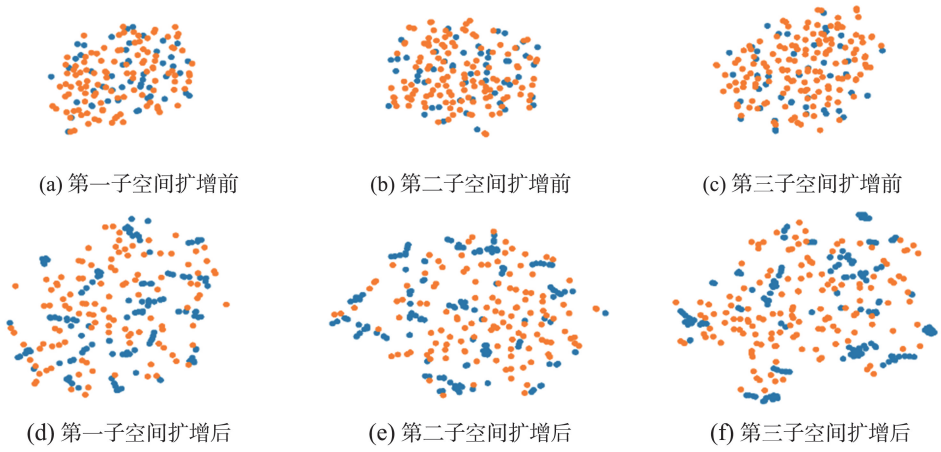 (a) 第一子空间扩增前
(b) 第二子空间扩增前
(c) 第三子空间扩增前
(d) 第一子空间扩增后
(e) 第二子空间扩增后
(f) 第三子空间扩增后